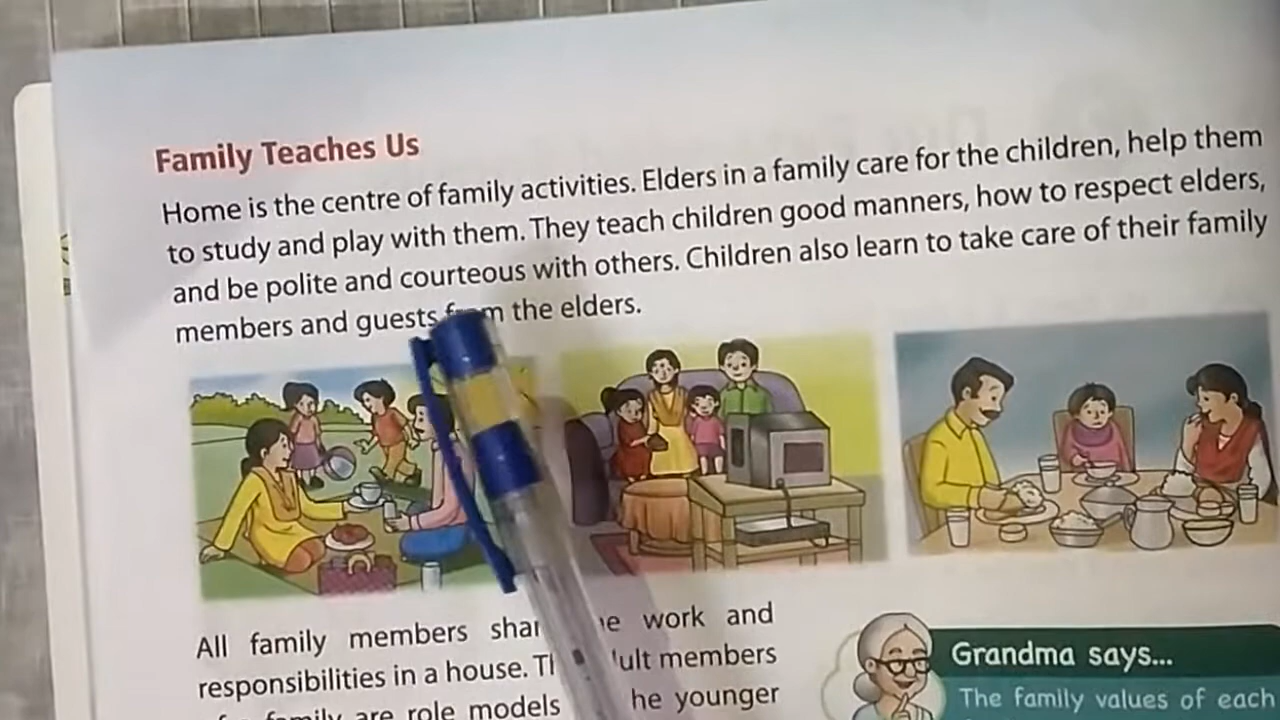 Family Teaches Us
Home is the centre of family activities. Elders in a family care for the children, help them
to study and play with them. They teach children good manners, how to respect elders,
and be polite and courteous with others. Children also learn to take care of their family
members and guests from the elders.
All family members work and
responsibilities in a house. members
family are role models younger
Grandma says...
The family values of each